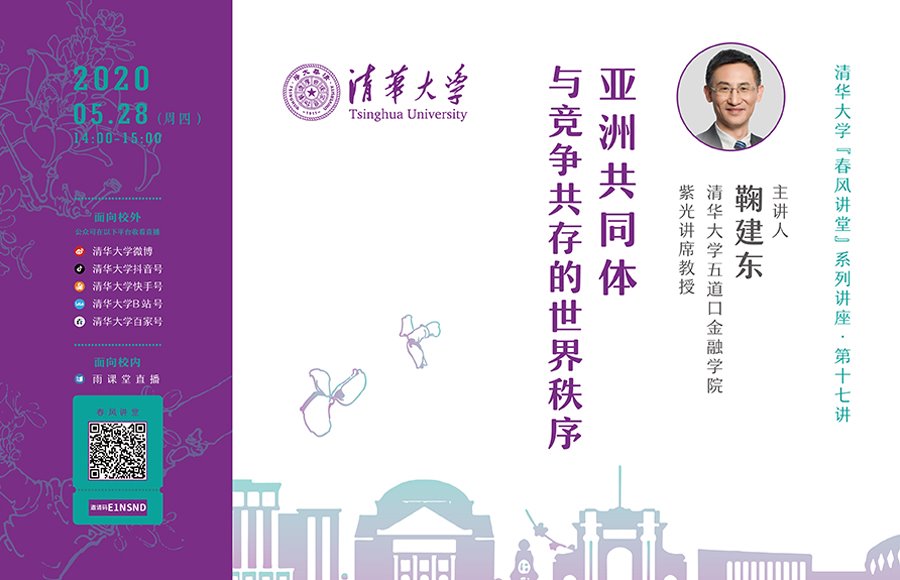 2020
05.28(周四)
14:00-15:00
面向校外
公众可在以下平台收看直播
清华大学微博
清华大学抖音号
清华大学快手号
清华大学B站号
清华大学百家号
面向校内
雨课堂直播
春·风·讲·堂
邀请码E1NSND
清華大学
Tsinghua University
亚洲共同体
与竞争共存的世界秩序
主讲人
鞠建东
清华大学五道口金融学院
紫光讲席教授
清华大学『春风讲堂』系列讲座·第十七讲